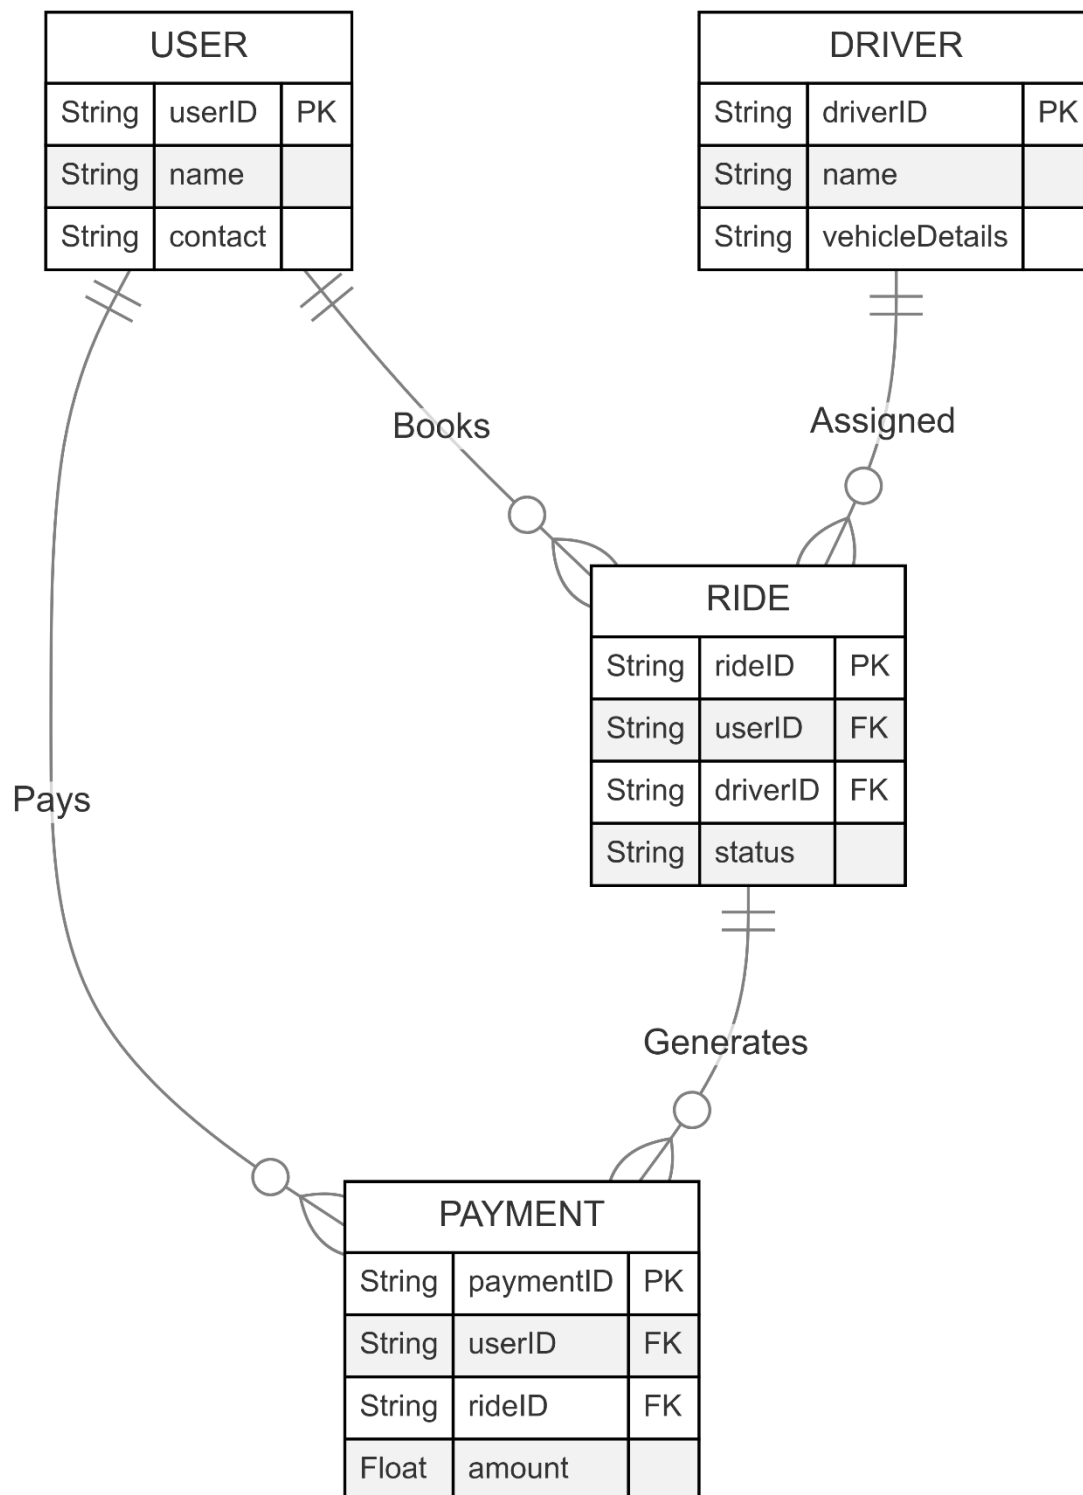 USER
String userID PK
String name
String contact
DRIVER
String driverID PK
String name
String vehicleDetails
Books
Assigned
RIDE
String rideID PK
String userID FK
String driverID FK
String status
Pays
Generates
PAYMENT
String paymentID PK
String userID FK
String rideID FK
Float amount